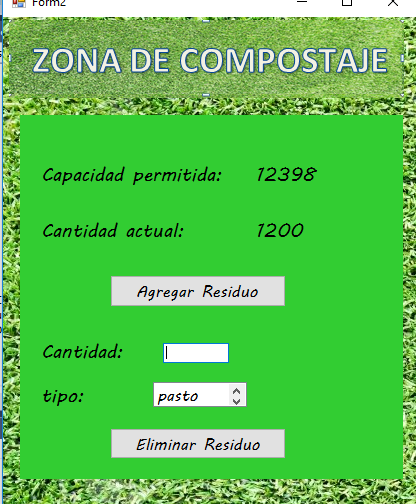 Form2
ZONA DE COMPOSTAJE
Capacidad permitida: 12398
Cantidad actual: 1200
Agregar Residuo
Cantidad:
tipo: pasto
Eliminar Residuo